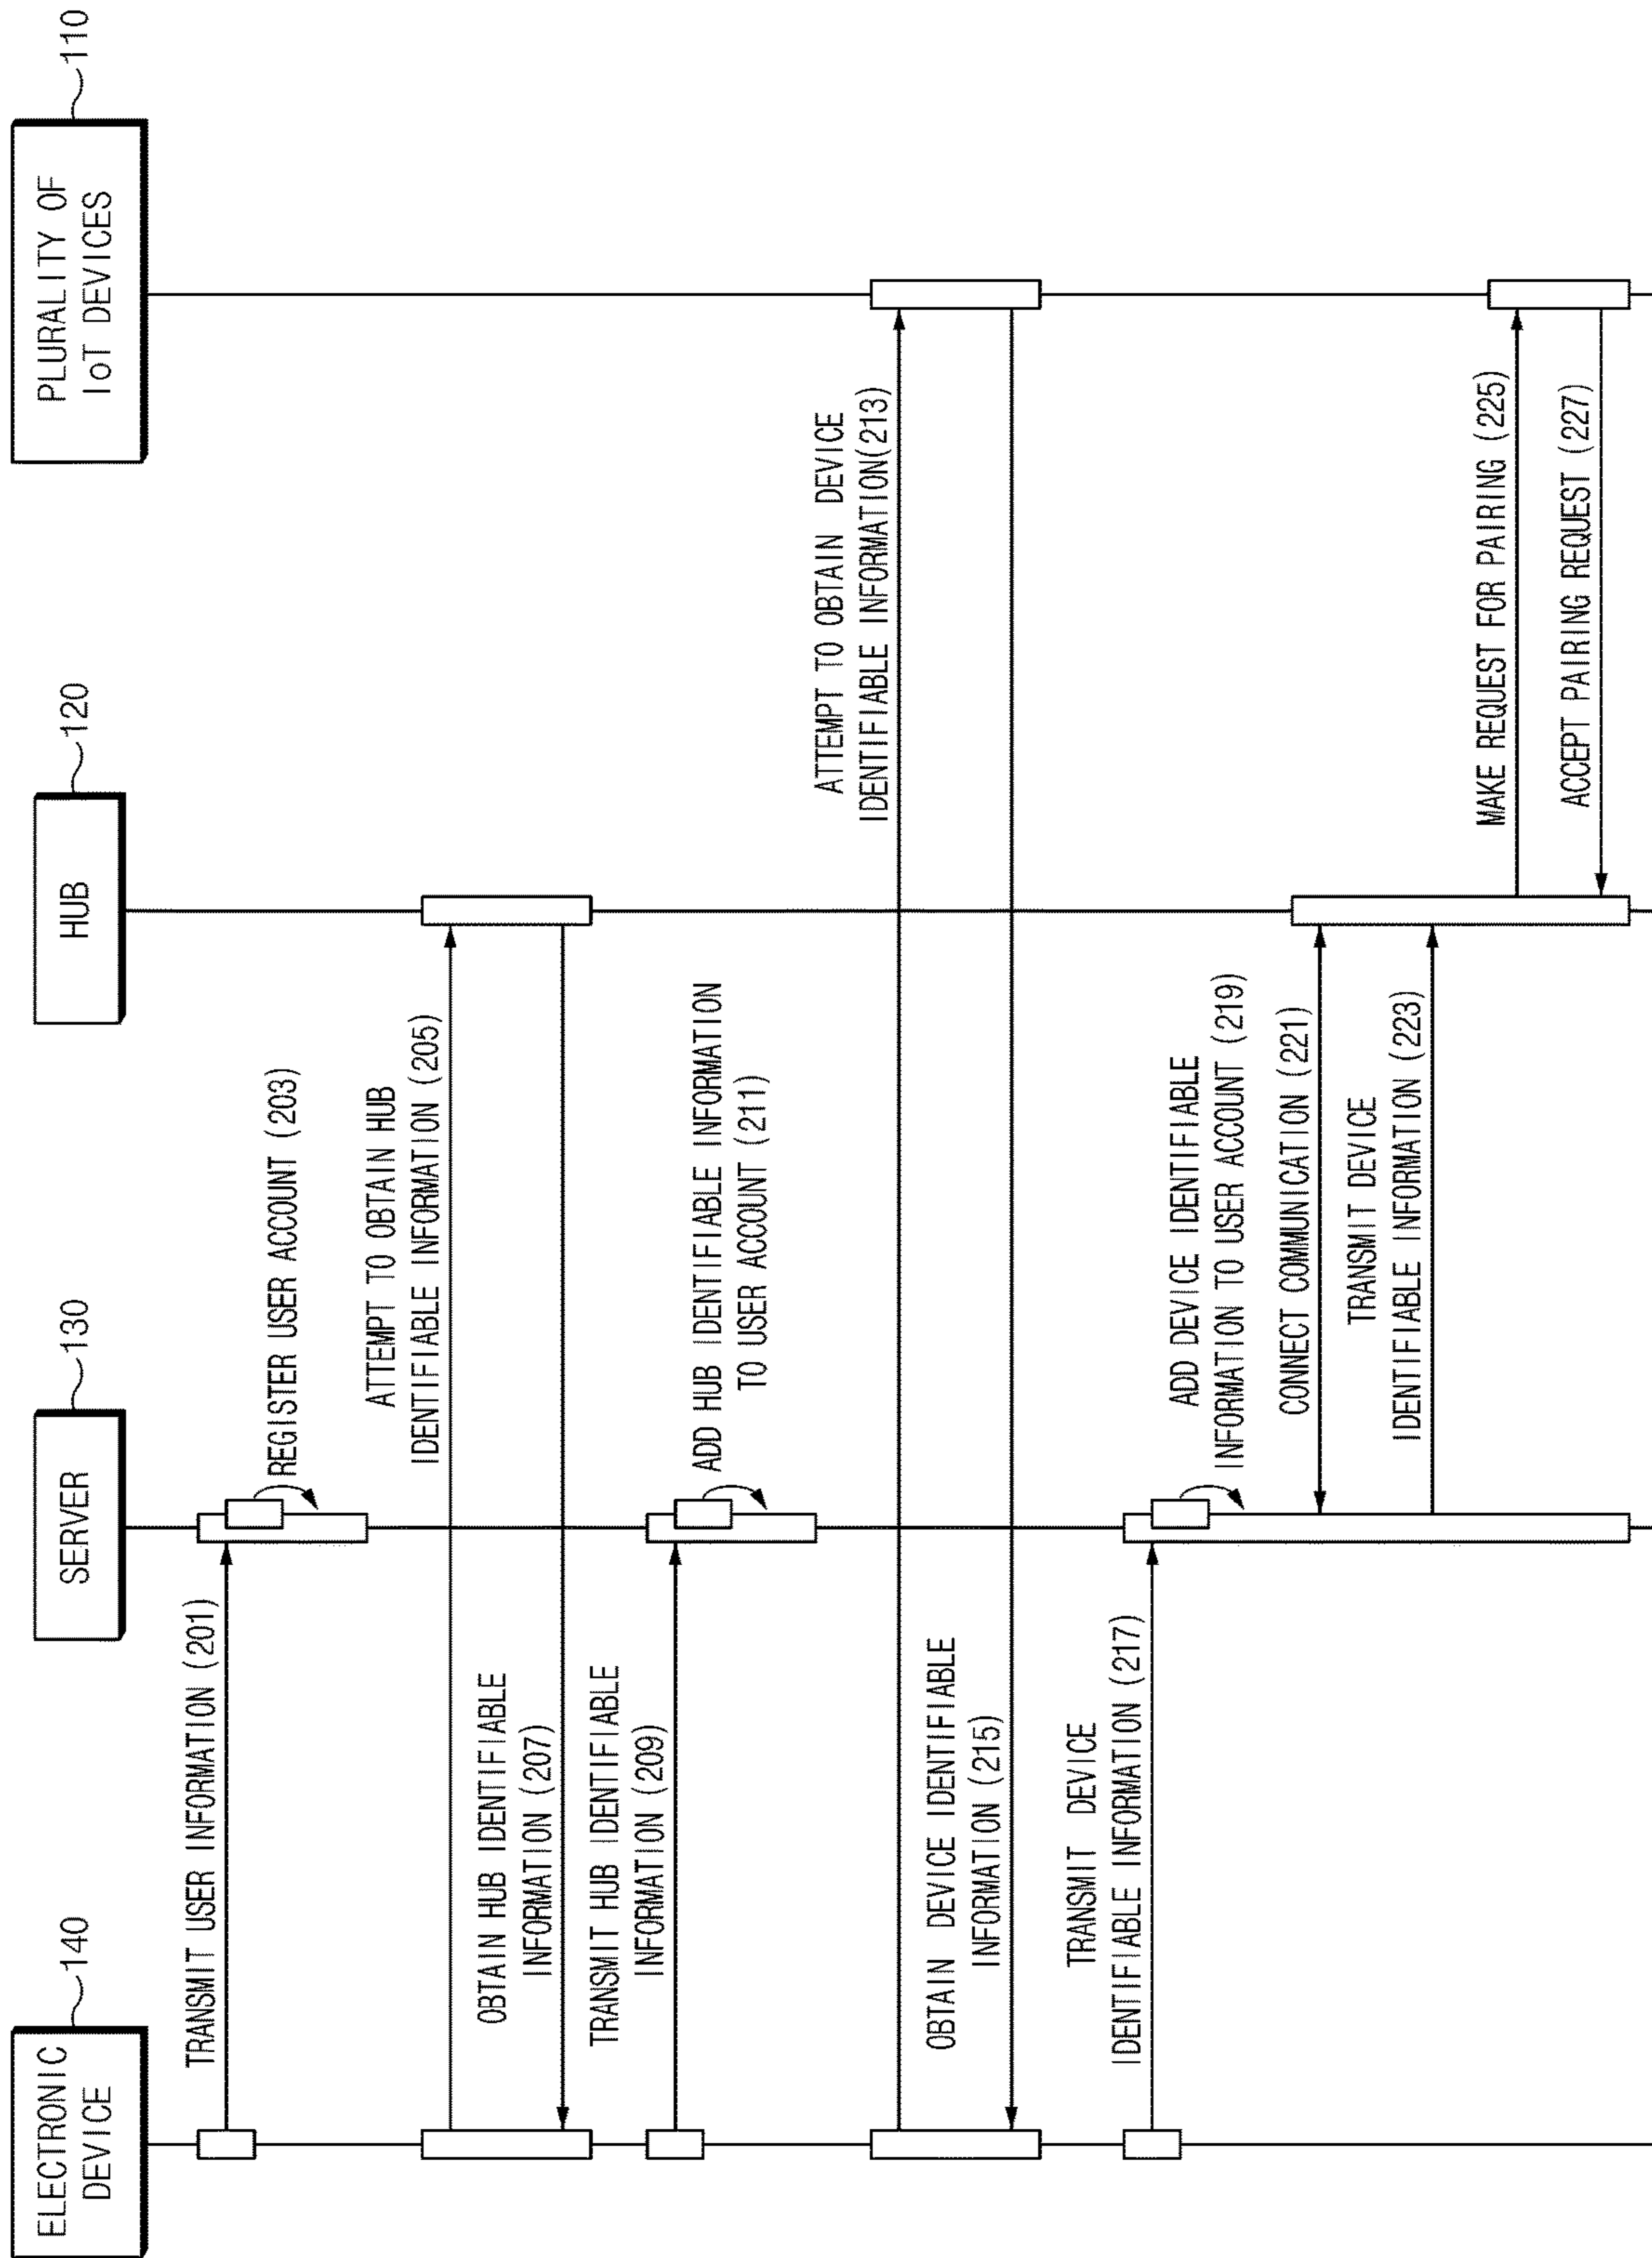 ELECTRONIC
DEVICE
140
SERVER
130
HUB
120
PLURALITY OF
IoT DEVICES
110
TRANSMIT USER INFORMATION (201)
REGISTER USER ACCOUNT (203)
ATTEMPT TO OBTAIN HUB
IDENTIFIABLE INFORMATION (205)
OBTAIN HUB IDENTIFIABLE
INFORMATION (207)
TRANSMIT HUB IDENTIFIABLE
INFORMATION (209)
ADD HUB IDENTIFIABLE INFORMATION
TO USER ACCOUNT (211)
ATTEMPT TO OBTAIN DEVICE
IDENTIFIABLE INFORMATION(213)
OBTAIN DEVICE IDENTIFIABLE
INFORMATION (215)
TRANSMIT DEVICE
IDENTIFIABLE INFORMATION (217)
ADD DEVICE IDENTIFIABLE
INFORMATION TO USER ACCOUNT (219)
CONNECT COMMUNICATION (221)
TRANSMIT DEVICE
IDENTIFIABLE INFORMATION (223)
MAKE REQUEST FOR PAIRING (225)
ACCEPT PAIRING REQUEST (227)